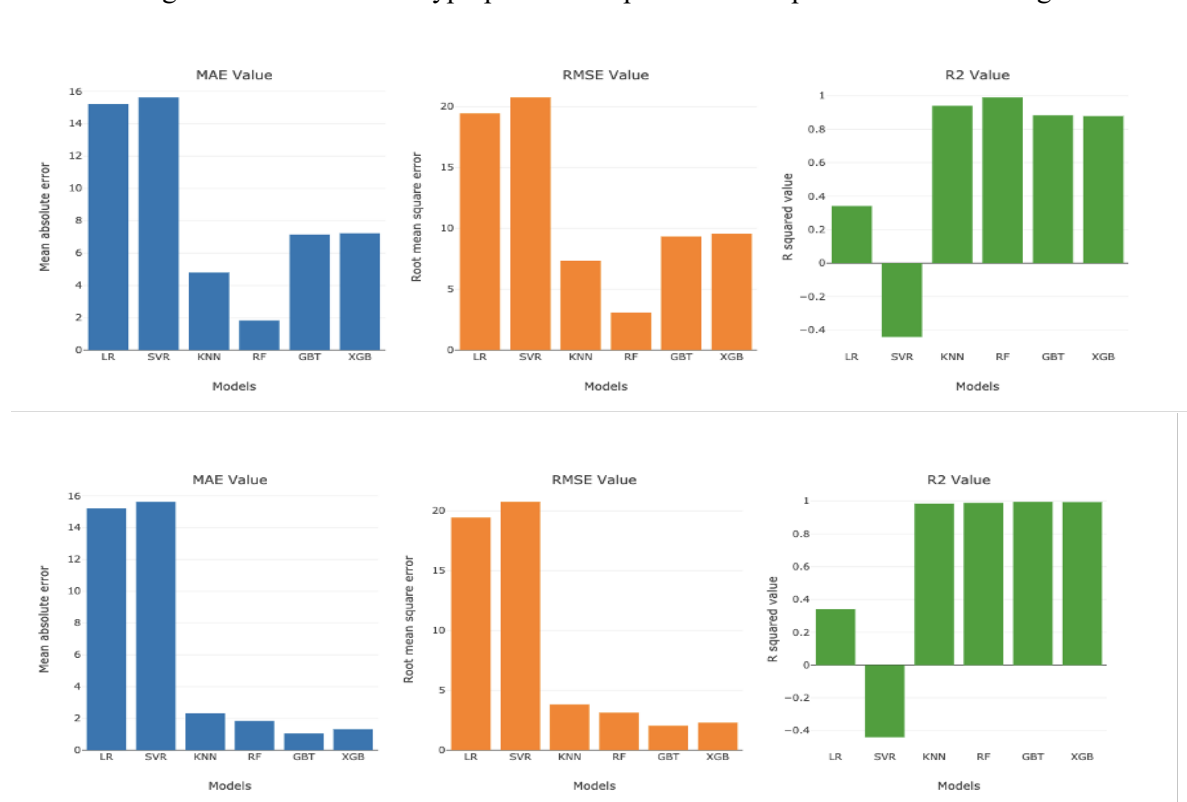 MAE Value
RMSE Value
R2 Value
Mean absolute error
16
14
12
10
8
6
4
2
0
LR SVR KNN RF GBT XGB
Models
Root mean square error
20
15
10
5
0
LR SVR KNN RF GBT XGB
Models
R squared value
1
0.8
0.6
0.4
0.2
0
−0.2
−0.4
LR SVR KNN RF GBT XGB
Models
MAE Value
RMSE Value
R2 Value
Mean absolute error
16
14
12
10
8
6
4
2
0
LR SVR KNN RF GBT XGB
Models
Root mean square error
20
15
10
5
0
LR SVR KNN RF GBT XGB
Models
R squared value
1
0.8
0.6
0.4
0.2
0
−0.2
−0.4
LR SVR KNN RF GBT XGB
Models